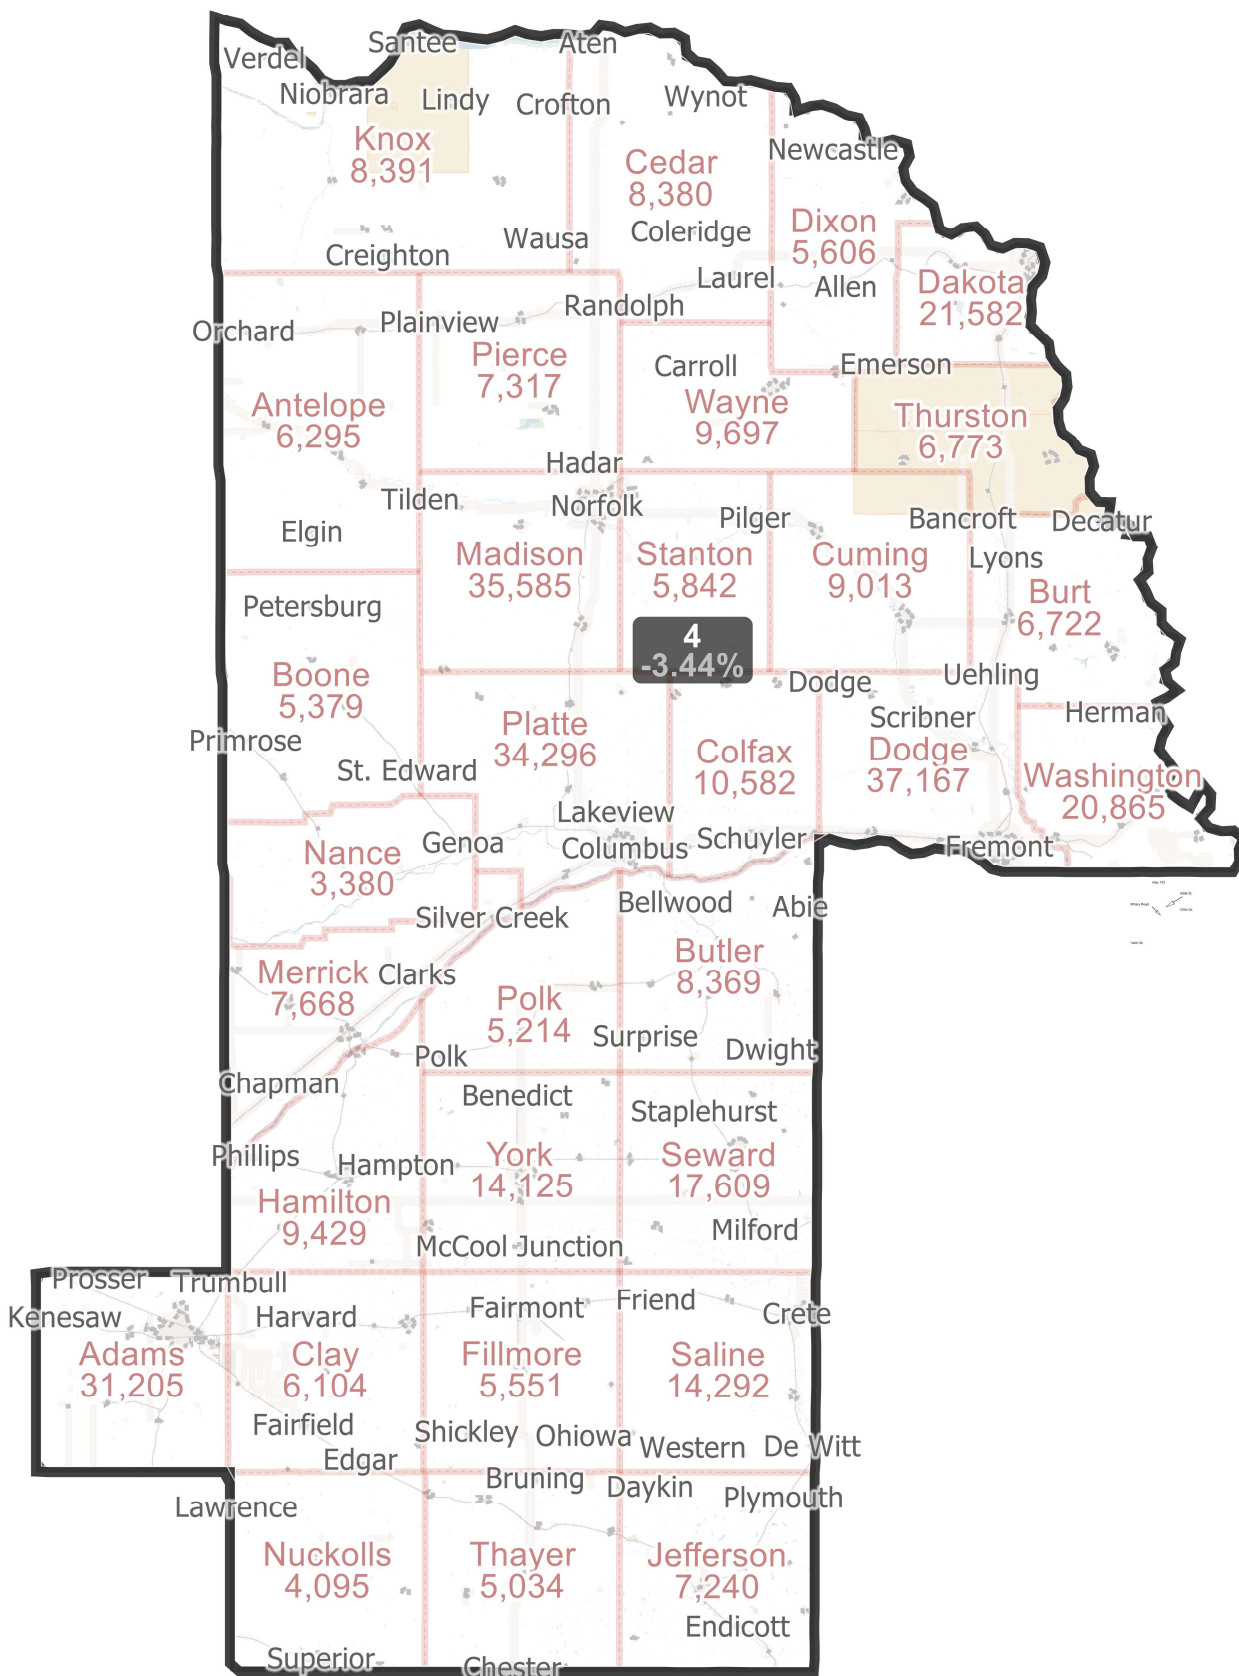 Santee
Aten
Verdel
Niobrara
Lindy
Crofton
Wynot
Knox
8,391
Newcastle
Cedar
8,380
Dixon
5,606
Coleridge
Wausa
Creighton
Laurel
Allen
Dakota
21,582
Randolph
Orchard
Plainview
Pierce
7,317
Carroll
Emerson
Antelope
6,295
Wayne
9,697
Thurston
6,773
Hadar
Tilden
Norfolk
Pilger
Bancroft
Decatur
Elgin
Madison
35,585
Stanton
5,842
Cuming
9,013
Lyons
Burt
6,722
Petersburg
4
-3.44%
Boone
5,379
Dodge
Uehling
Platte
34,296
Scribner
Herman
Primrose
St. Edward
Colfax
10,582
Dodge
37,167
Washington
20,865
Lakeview
Genoa
Columbus
Schuyler
Fremont
Nance
3,380
Silver Creek
Bellwood
Abie
Merrick
7,668
Clarks
Butler
8,369
Polk
5,214
Surprise
Dwight
Polk
Chapman
Benedict
Staplehurst
Phillips
Hampton
York
14,125
Seward
17,609
Hamilton
9,429
Milford
McCool Junction
Prosser
Trumbull
Kenesaw
Harvard
Fairmont
Friend
Crete
Adams
31,205
Clay
6,104
Fillmore
5,551
Saline
14,292
Fairfield
Shickley
Ohiowa
Western
De Witt
Edgar
Bruning
Daykin
Plymouth
Lawrence
Nuckolls
4,095
Thayer
5,034
Jefferson
7,240
Endicott
Superior
Chester